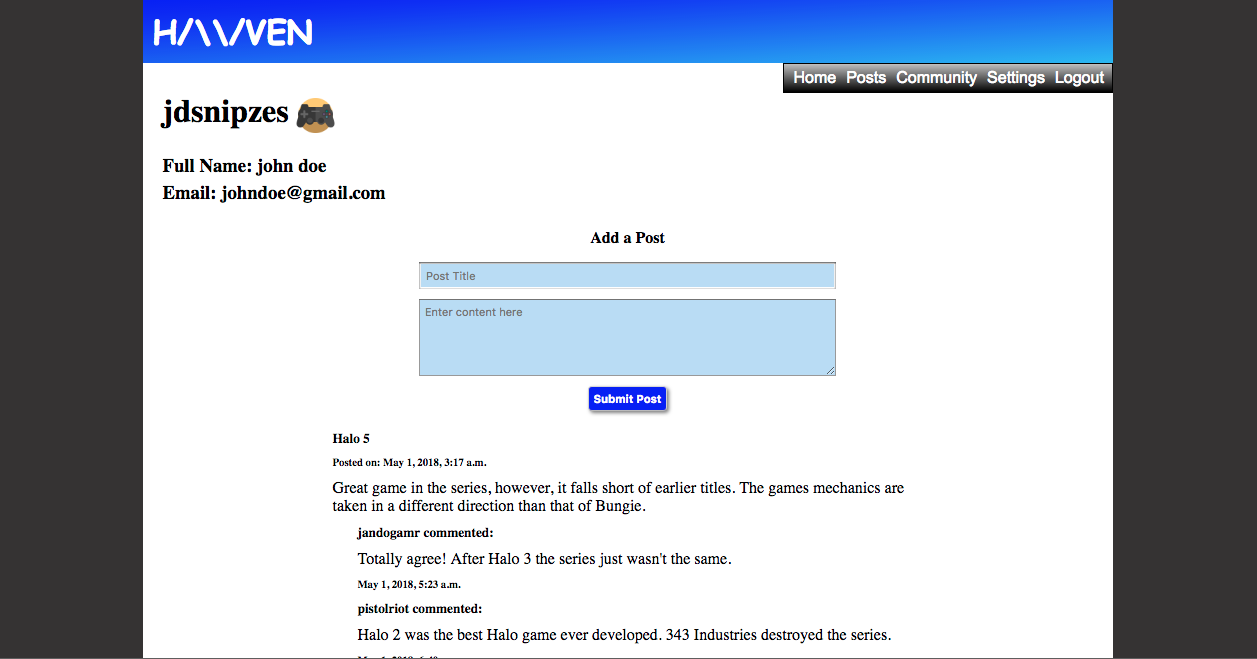 H/\\/\/VEN
Home Posts Community Settings Logout
jdsnipzes
Full Name: john doe
Email: johndoe@gmail.com
Add a Post
Post Title
Enter content here
Submit Post
Halo 5
Posted on: May 1, 2018, 3:17 a.m.
Great game in the series, however, it falls short of earlier titles. The games mechanics are
taken in a different direction than that of Bungie.
jandogamr commented:
Totally agree! After Halo 3 the series just wasn't the same.
May 1, 2018, 5:23 a.m.
pistolriot commented:
Halo 2 was the best Halo game ever developed. 343 Industries destroyed the series.